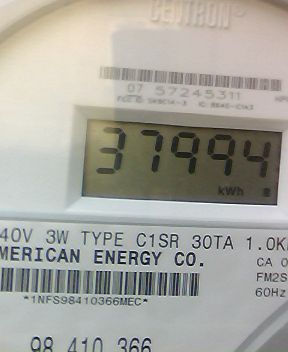 CENTRON®
07 57245311
37994
kWh
40V 3W TYPE C1SR 30TA 1.0K
MERICAN ENERGY CO.
CA 0
FM2S
60Hz
*1NFS98410366MEC*
98 410 366